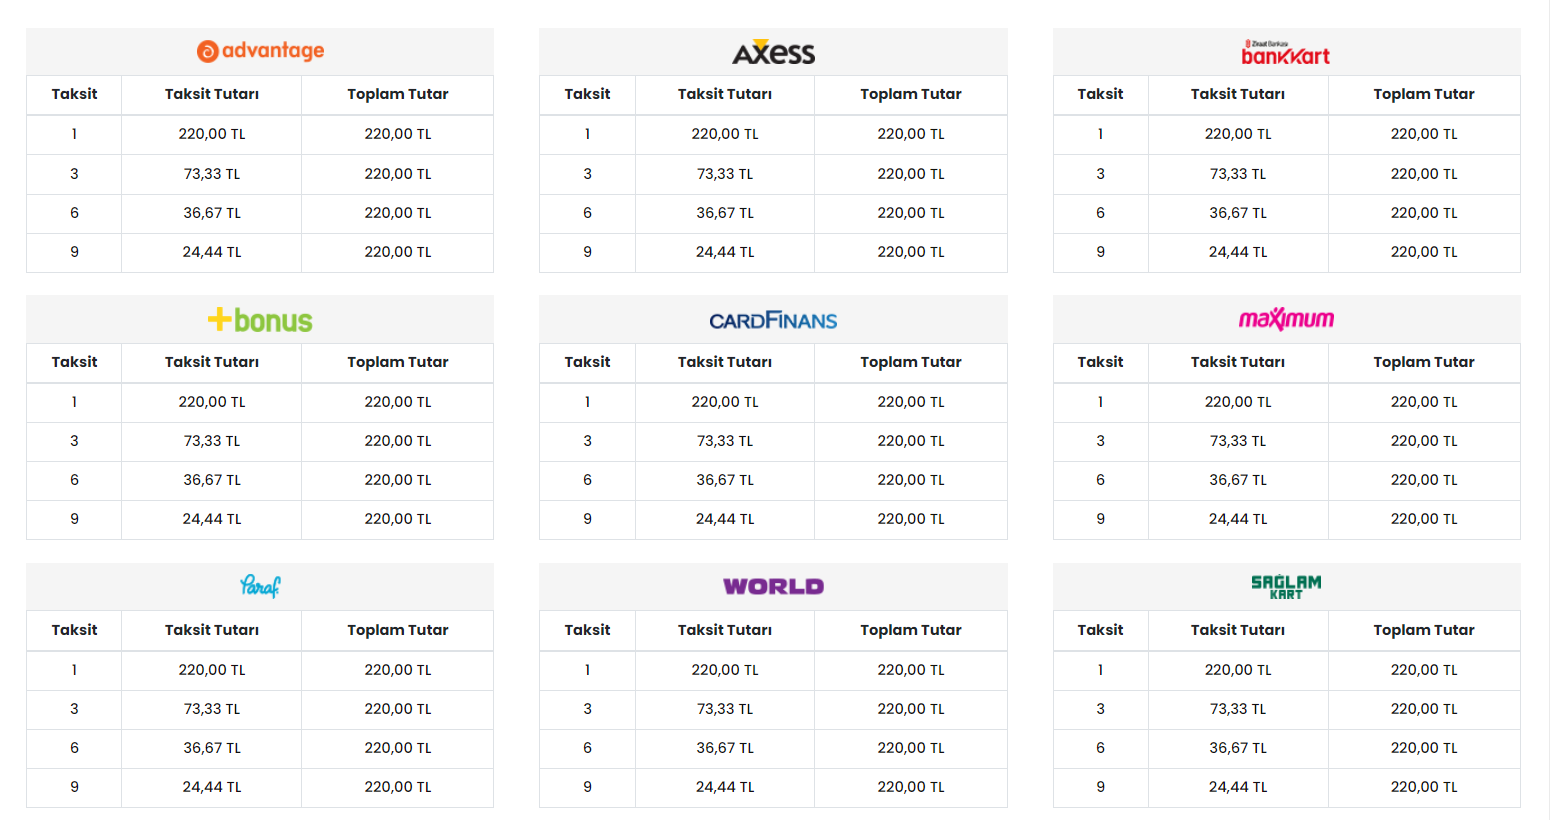 advantage
Taksit Taksit Tutarı Toplam Tutar
1 220,00 TL 220,00 TL
3 73,33 TL 220,00 TL
6 36,67 TL 220,00 TL
9 24,44 TL 220,00 TL
axess
Taksit Taksit Tutarı Toplam Tutar
1 220,00 TL 220,00 TL
3 73,33 TL 220,00 TL
6 36,67 TL 220,00 TL
9 24,44 TL 220,00 TL
Ziraat Bankası
bankkart
Taksit Taksit Tutarı Toplam Tutar
1 220,00 TL 220,00 TL
3 73,33 TL 220,00 TL
6 36,67 TL 220,00 TL
9 24,44 TL 220,00 TL
+bonus
Taksit Taksit Tutarı Toplam Tutar
1 220,00 TL 220,00 TL
3 73,33 TL 220,00 TL
6 36,67 TL 220,00 TL
9 24,44 TL 220,00 TL
CARDFİNANS
Taksit Taksit Tutarı Toplam Tutar
1 220,00 TL 220,00 TL
3 73,33 TL 220,00 TL
6 36,67 TL 220,00 TL
9 24,44 TL 220,00 TL
maximum
Taksit Taksit Tutarı Toplam Tutar
1 220,00 TL 220,00 TL
3 73,33 TL 220,00 TL
6 36,67 TL 220,00 TL
9 24,44 TL 220,00 TL
Paraf
Taksit Taksit Tutarı Toplam Tutar
1 220,00 TL 220,00 TL
3 73,33 TL 220,00 TL
6 36,67 TL 220,00 TL
9 24,44 TL 220,00 TL
WORLD
Taksit Taksit Tutarı Toplam Tutar
1 220,00 TL 220,00 TL
3 73,33 TL 220,00 TL
6 36,67 TL 220,00 TL
9 24,44 TL 220,00 TL
SAĞLAM
KART
Taksit Taksit Tutarı Toplam Tutar
1 220,00 TL 220,00 TL
3 73,33 TL 220,00 TL
6 36,67 TL 220,00 TL
9 24,44 TL 220,00 TL